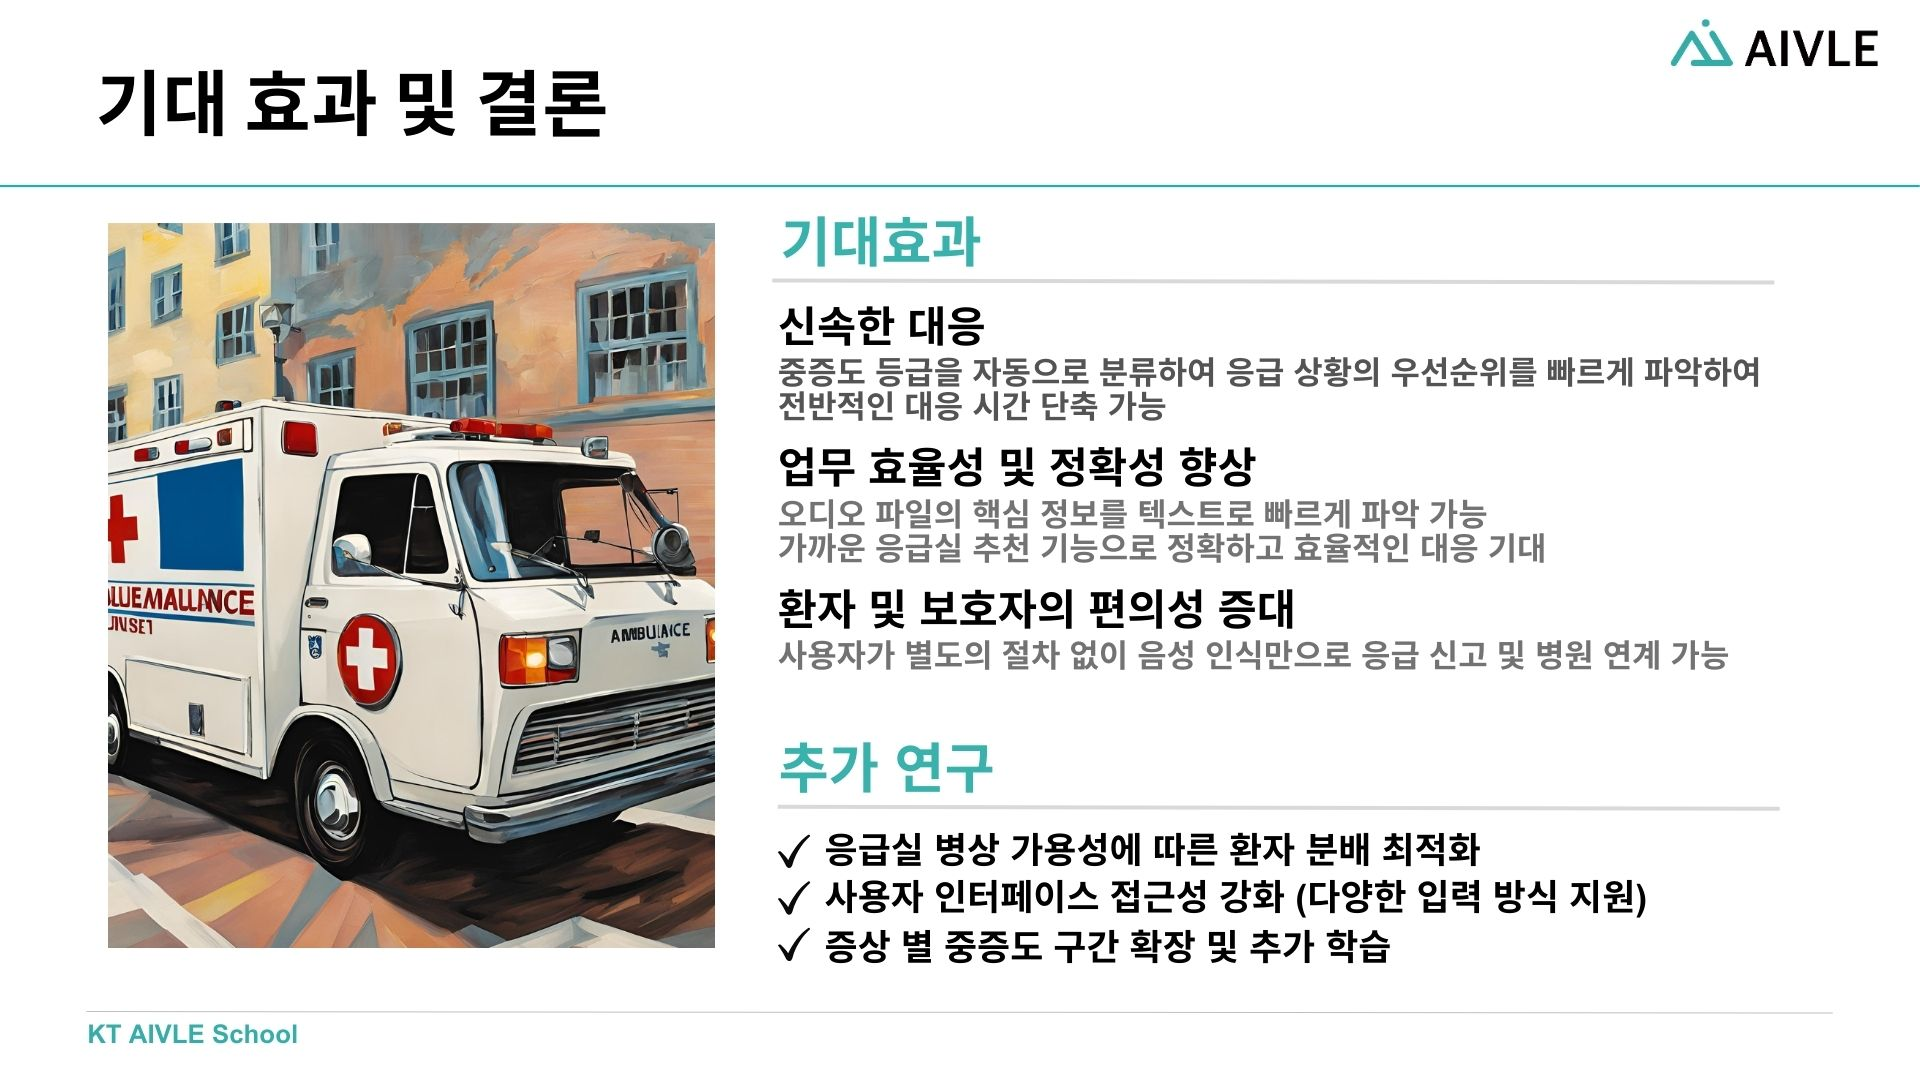 AIVLE
기대 효과 및 결론
기대효과
신속한 대응
중증도 등급을 자동으로 분류하여 응급 상황의 우선순위를 빠르게 파악하여
전반적인 대응 시간 단축 가능
업무 효율성 및 정확성 향상
오디오 파일의 핵심 정보를 텍스트로 빠르게 파악 가능
가까운 응급실 추천 기능으로 정확하고 효율적인 대응 기대
환자 및 보호자의 편의성 증대
사용자가 별도의 절차 없이 음성 인식만으로 응급 신고 및 병원 연계 가능
추가 연구
✓ 응급실 병상 가용성에 따른 환자 분배 최적화
✓ 사용자 인터페이스 접근성 강화 (다양한 입력 방식 지원)
✓ 증상 별 중증도 구간 확장 및 추가 학습
KT AIVLE School